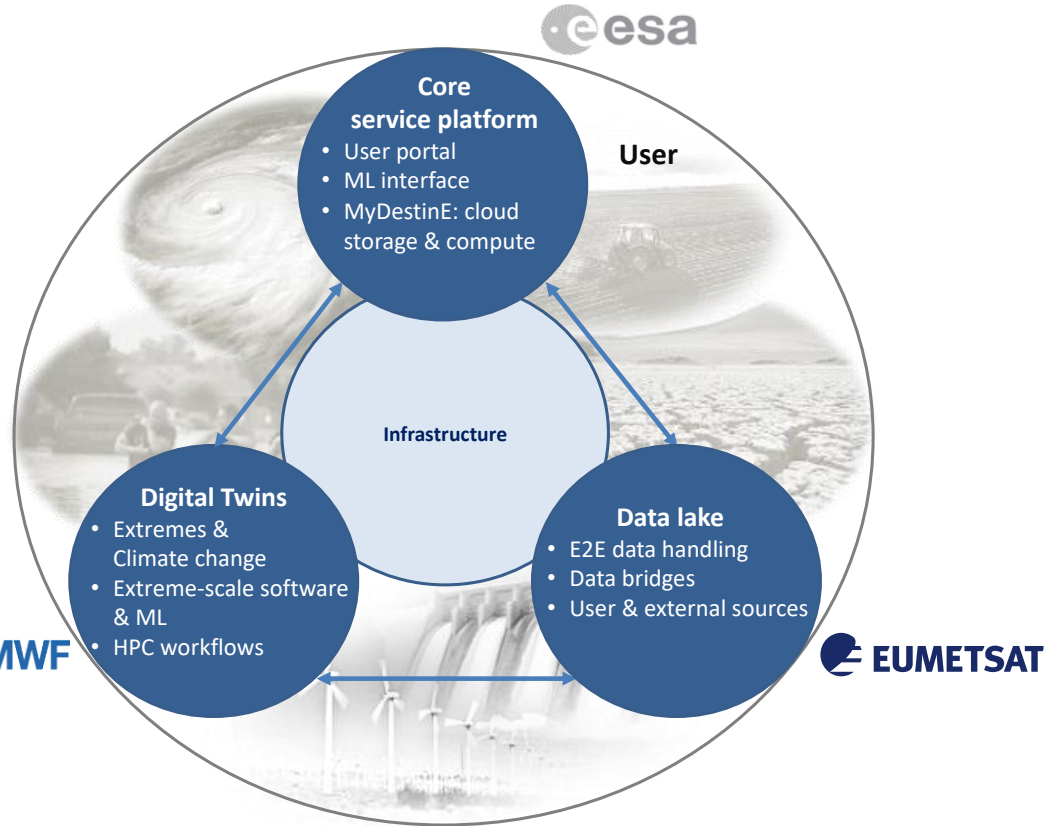 esa
Core
service platform
• User portal
• ML interface
• MyDestinE: cloud
storage & compute
User
Infrastructure
Digital Twins
• Extremes &
Climate change
• Extreme-scale software
& ML
• HPC workflows
Data lake
• E2E data handling
• Data bridges
• User & external sources
MWF
EUMETSAT